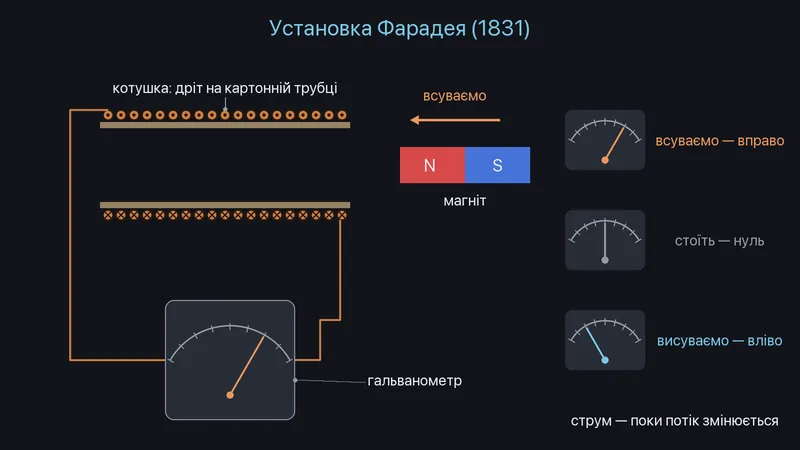 Установка Фарадея (1831)
котушка: дріт на картонній трубці
всуваємо
N S
магніт
всуваємо — вправо
стоїть — нуль
висуваємо — вліво
гальванометр
струм — поки потік змінюється